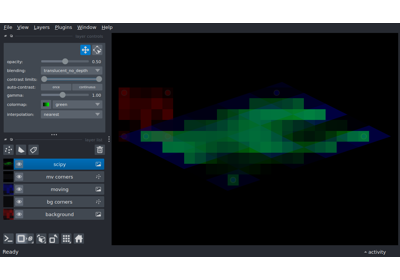 File View Layers Plugins Window Help
opacity: 0.50
blending: translucent_no_depth
contrast limits:
auto-contrast: once continuous
gamma: 1.00
colormap: green
interpolation: nearest
scipy
mv corners
moving
bg corners
background
Ready activity